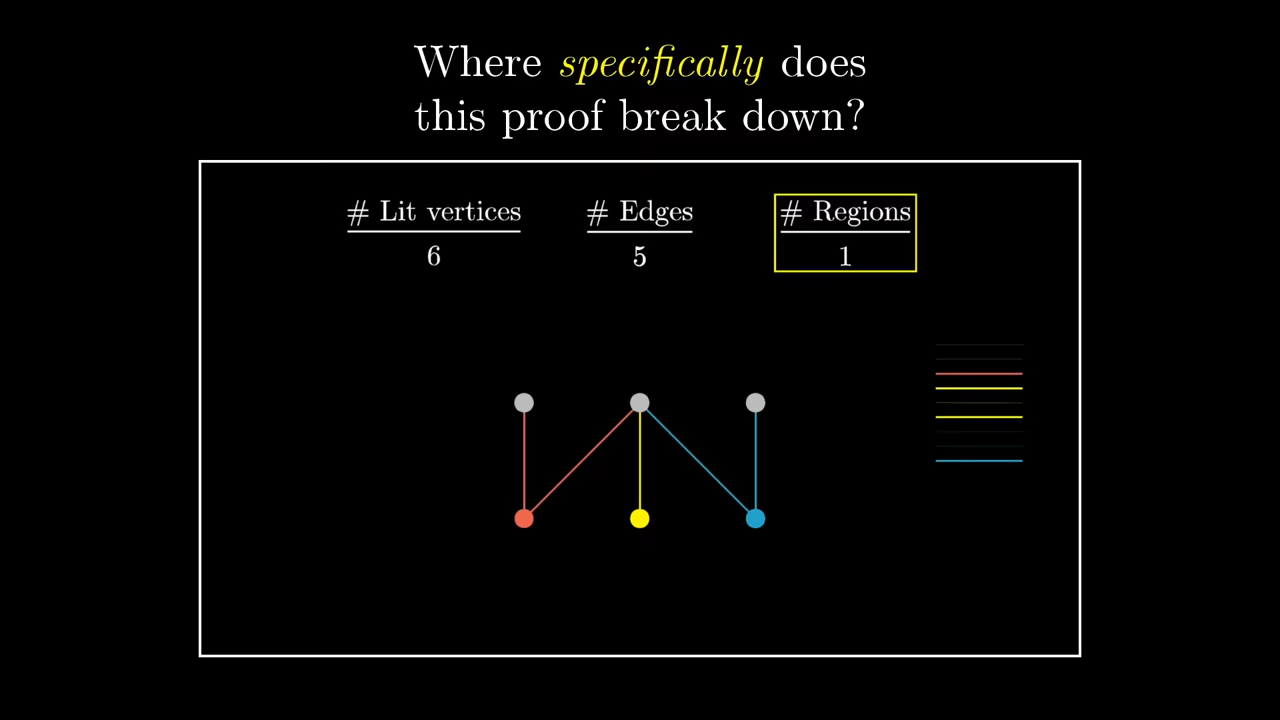 Where specifically does
this proof break down?
# Lit vertices # Edges # Regions
6 5 1